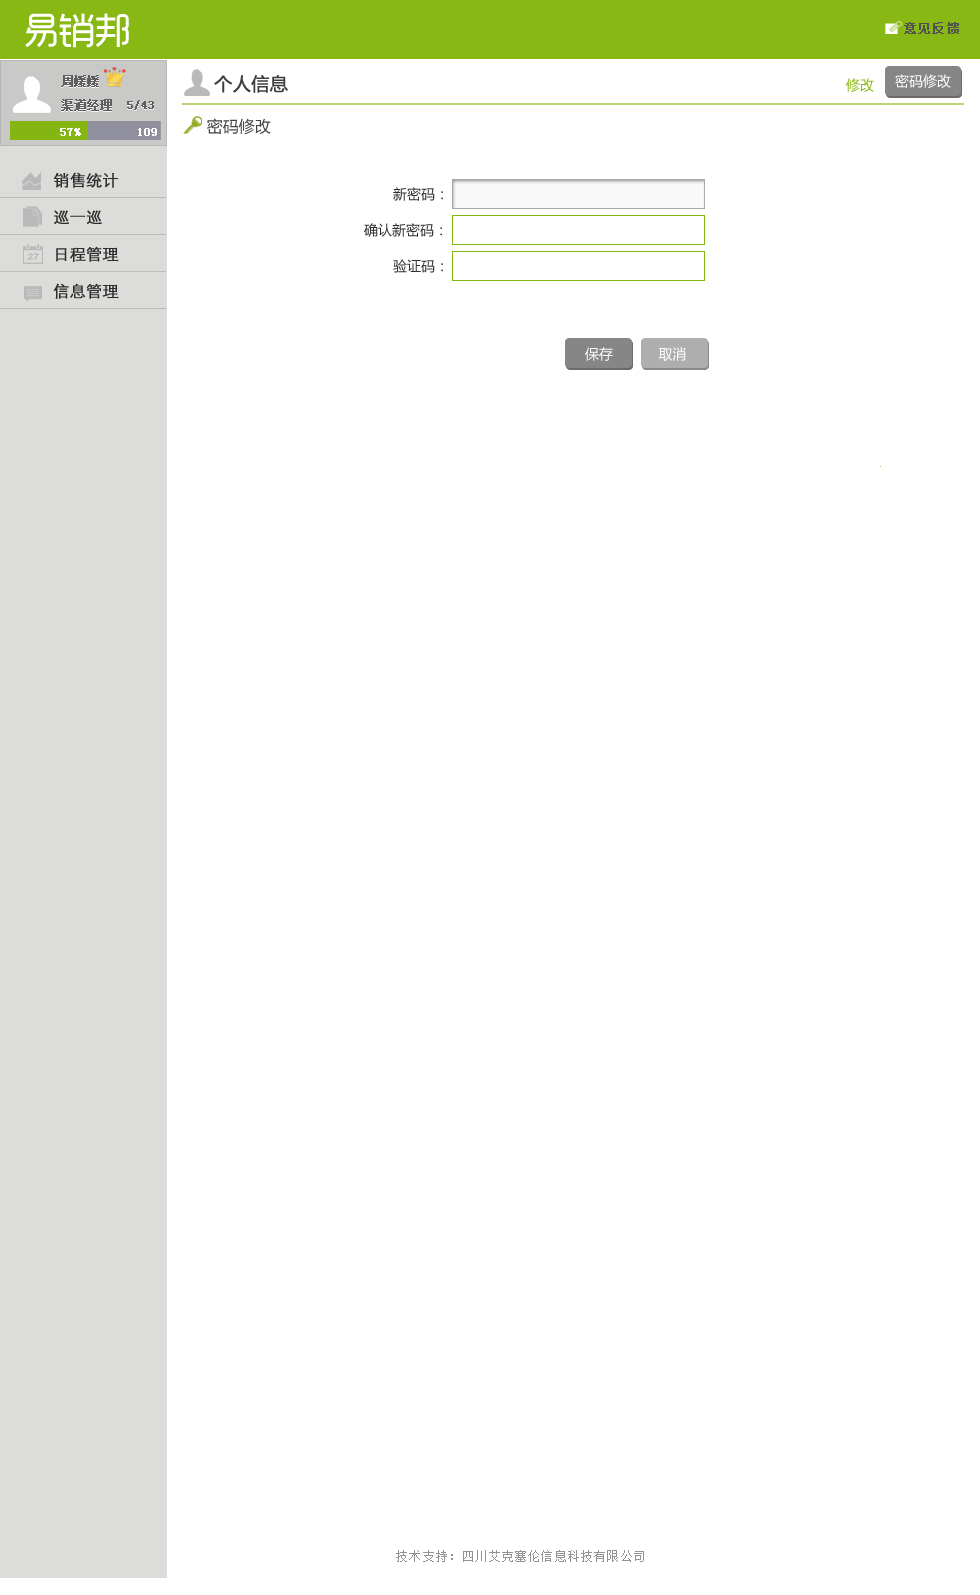 易销邦
意见反馈
周媛媛
渠道经理 5/43
57% 109
个人信息
修改 密码修改
密码修改
销售统计
巡一巡
27 日程管理
信息管理
新密码：
确认新密码：
验证码：
保存 取消
技术支持：四川艾克塞伦信息科技有限公司